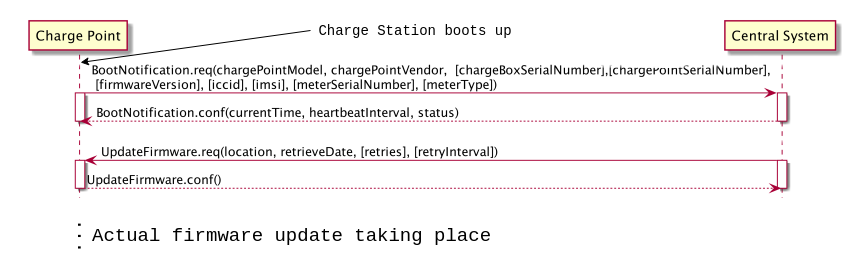 Charge Point
Charge Station boots up
Central System
BootNotification.req(chargePointModel, chargePointVendor, [chargeBoxSerialNumber],[chargePointSerialNumber],
[firmwareVersion], [iccid], [imsi], [meterSerialNumber], [meterType])
BootNotification.conf(currentTime, heartbeatInterval, status)
UpdateFirmware.req(location, retrieveDate, [retries], [retryInterval])
UpdateFirmware.conf()
Actual firmware update taking place